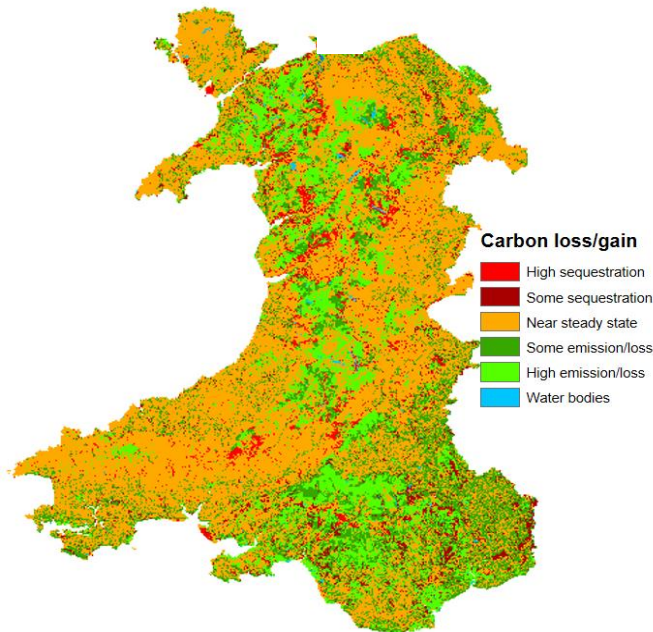 Carbon loss/gain
High sequestration
Some sequestration
Near steady state
Some emission/loss
High emission/loss
Water bodies